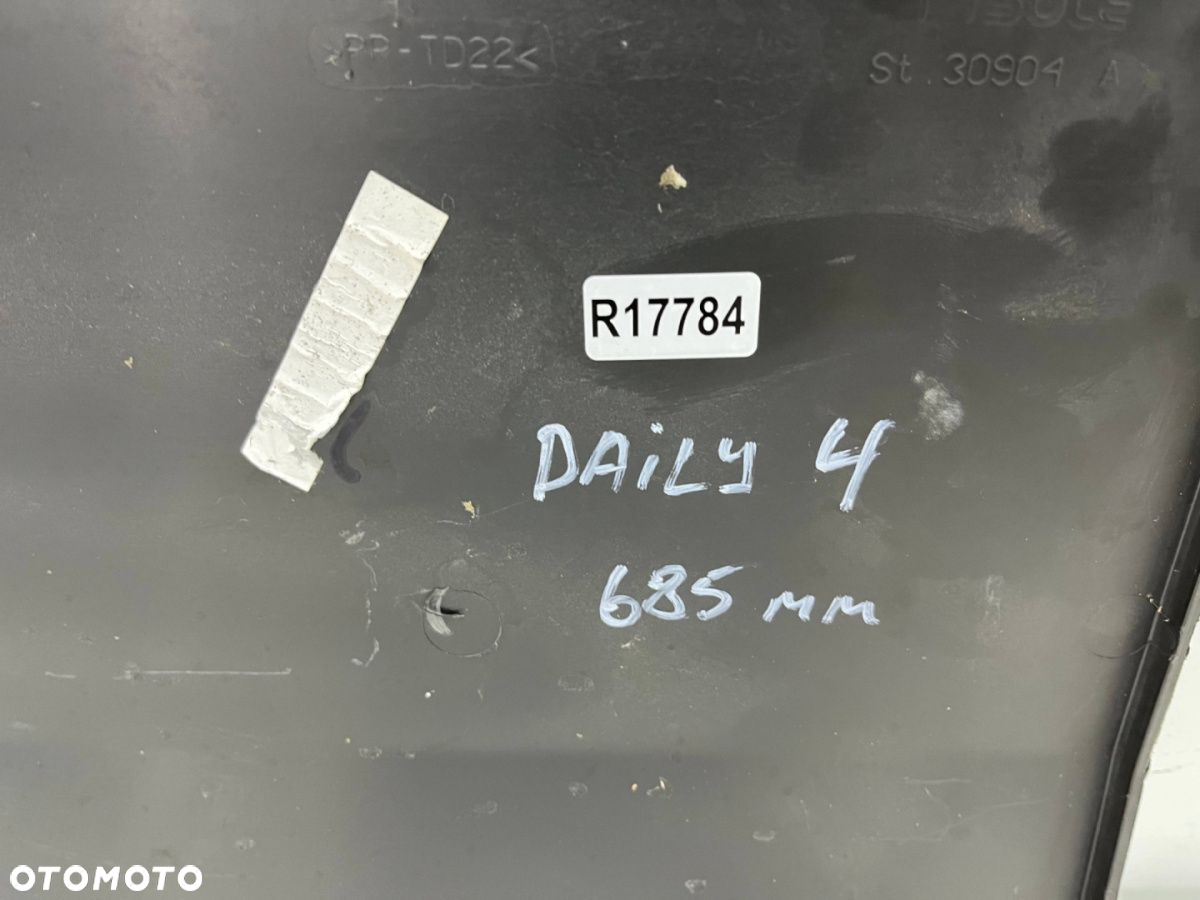 >PP-TD22<
St.30904 A
R17784
DAiLy 4
685 mm
OTOMOTO